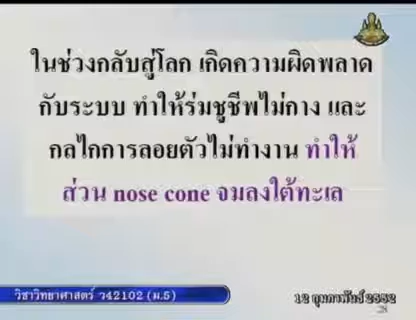 ในช่วงกลับสู่โลก เกิดความผิดพลาด
กับระบบ ทำให้ร่มชูชีพไม่กาง และ
กลไกการลอยตัวไม่ทำงาน ทำให้
ส่วน nose cone จมลงใต้ทะเล
วิชาวิทยาศาสตร์ ว42102 (ม.5)
12 กุมภาพันธ์ 2552